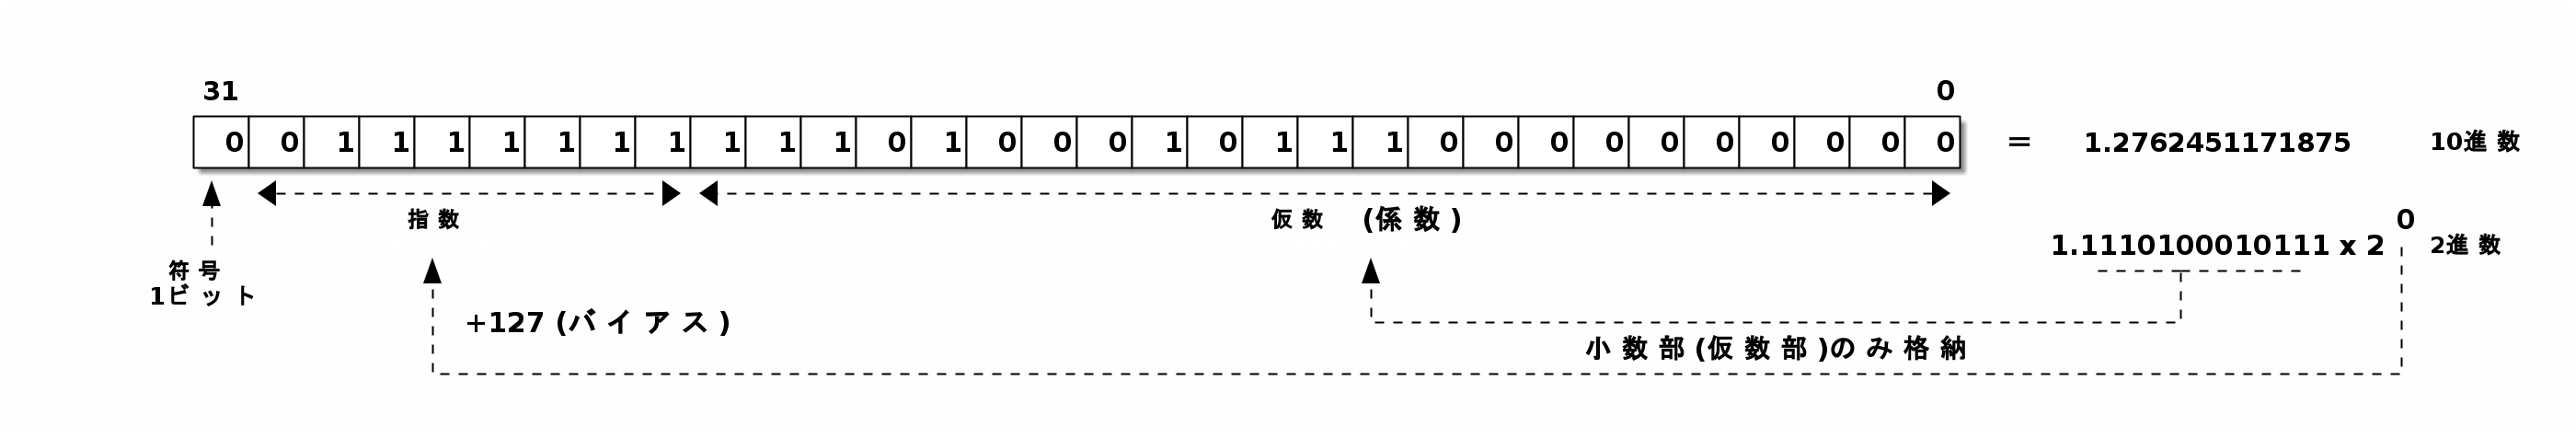 31 0
0 0 1 1 1 1 1 1 1 1 1 1 0 1 0 0 0 1 0 1 1 1 0 0 0 0 0 0 0 0 0 0 = 1.2762451171875 10進数
指数 仮数 (係数) 0
1.1110100010111 x 2 2進数
符号
1ビット
+127 (バイアス)
小数部(仮数部)のみ格納